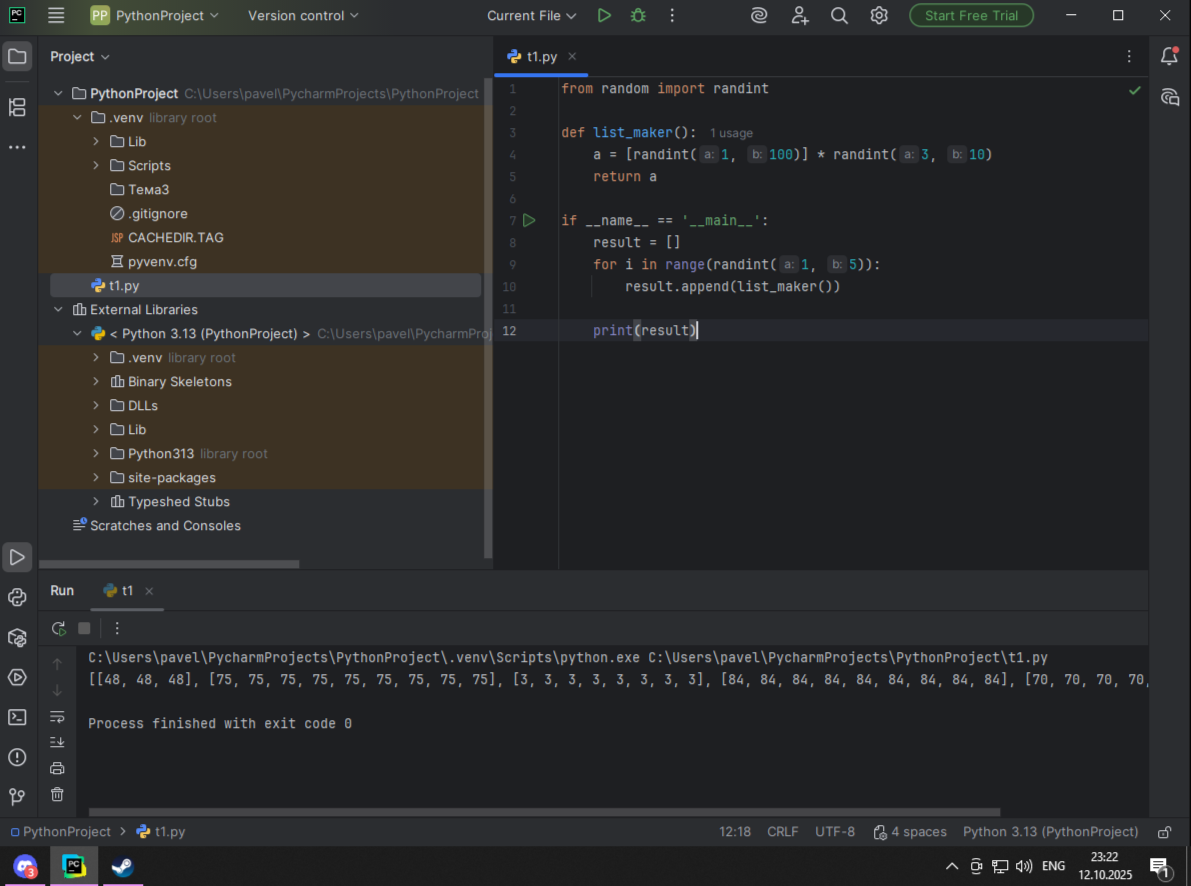 PP PythonProject Version control Current File Start Free Trial
Project
t1.py
PythonProject C:\Users\pavel\PycharmProjects\PythonProject
.venv library root
Lib
Scripts
Тема3
.gitignore
JSP CACHEDIR.TAG
pyvenv.cfg
t1.py
External Libraries
< Python 3.13 (PythonProject) > C:\Users\pavel\PycharmProj
.venv library root
Binary Skeletons
DLLs
Lib
Python313 library root
site-packages
Typeshed Stubs
Scratches and Consoles
1 from random import randint
2
3 def list_maker(): 1 usage
4 a = [randint( a: 1, b: 100)] * randint( a: 3, b: 10)
5 return a
6
7 if __name__ == '__main__':
8 result = []
9 for i in range(randint( a: 1, b: 5)):
10 result.append(list_maker())
11
12 print(result)
Run t1
C:\Users\pavel\PycharmProjects\PythonProject\.venv\Scripts\python.exe C:\Users\pavel\PycharmProjects\PythonProject\t1.py
[[48, 48, 48], [75, 75, 75, 75, 75, 75, 75, 75, 75], [3, 3, 3, 3, 3, 3, 3, 3], [84, 84, 84, 84, 84, 84, 84, 84, 84], [70, 70, 70, 70,
Process finished with exit code 0
PythonProject > t1.py 12:18 CRLF UTF-8 4 spaces Python 3.13 (PythonProject)
3 PC ENG 23:22
12.10.2025
1